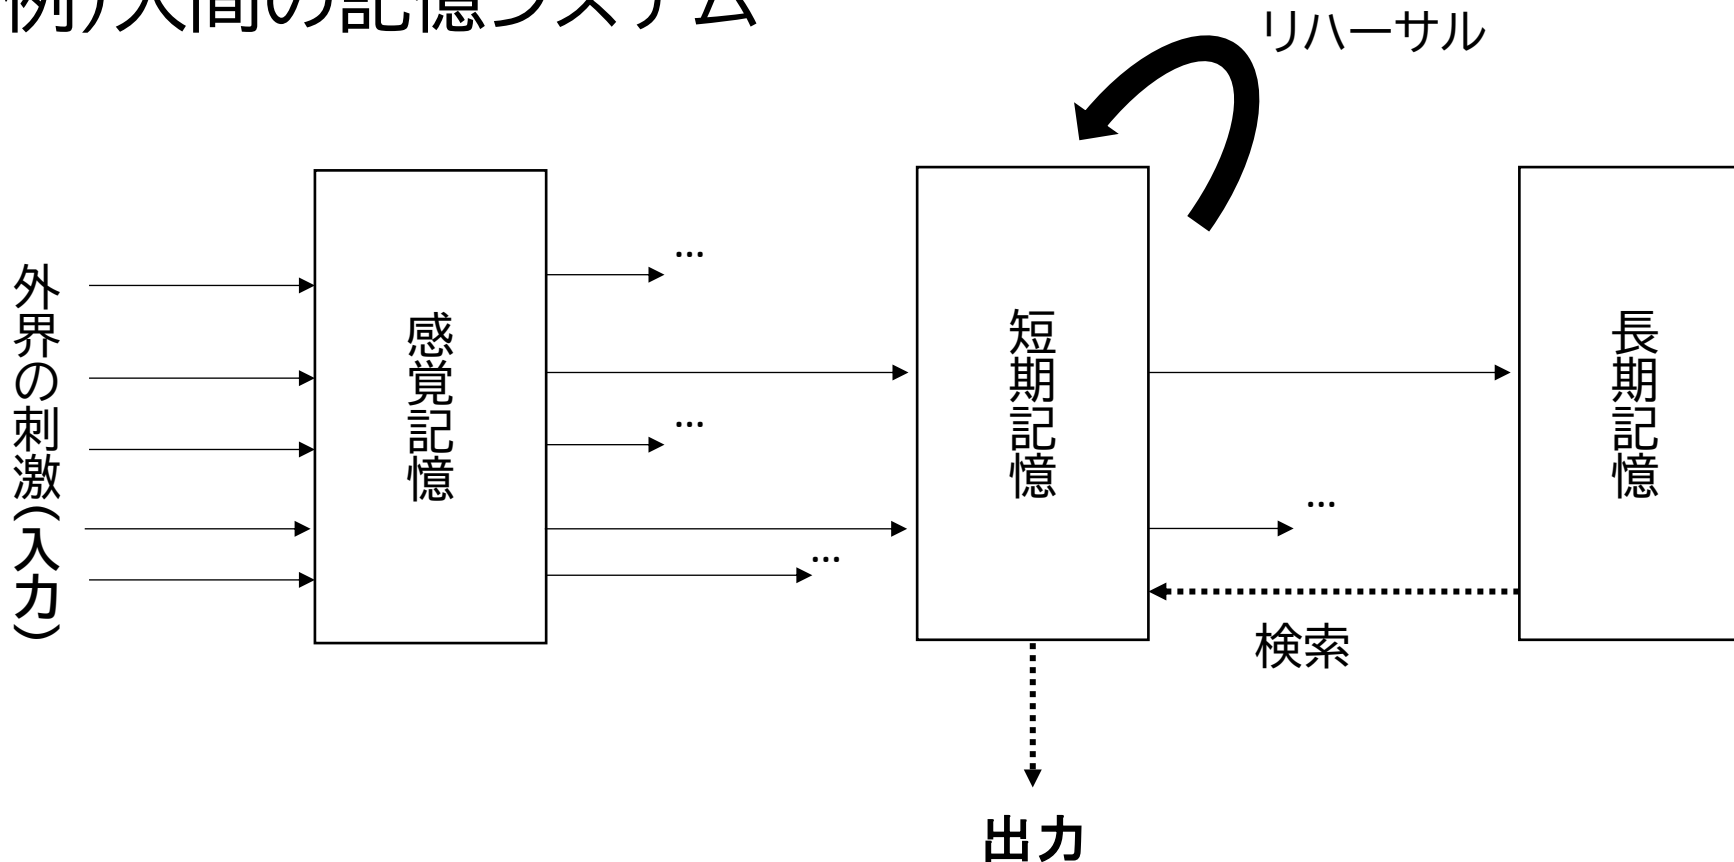 例)人間の記憶システム
リハーサル
外界の刺激(入力)
感覚記憶
…
…
…
短期記憶
…
長期記憶
検索
出力